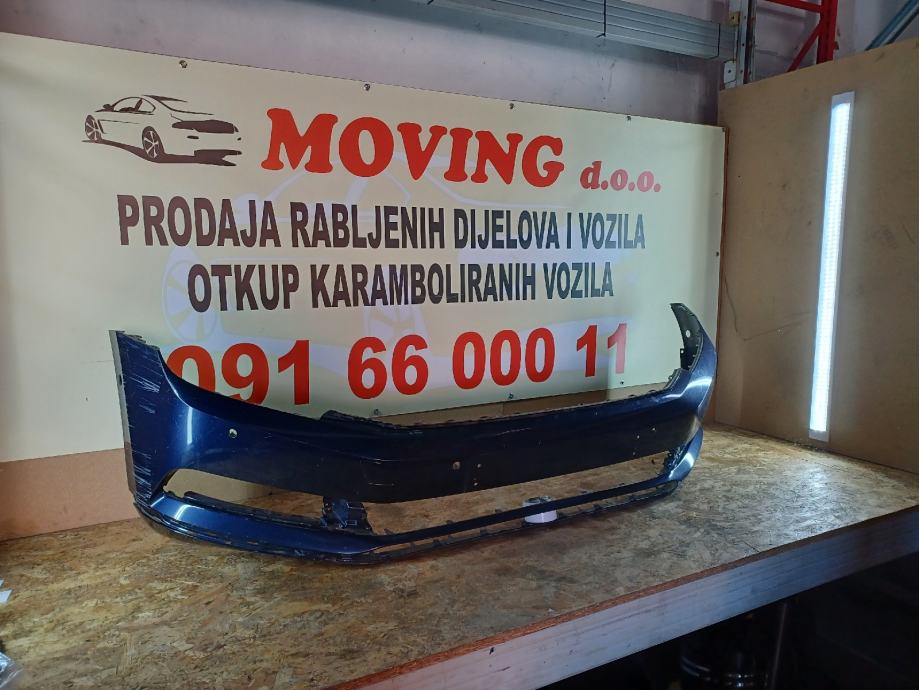 MOVING d.o.o.
PRODAJA RABLJENIH DIJELOVA I VOZILA
OTKUP KARAMBOLIRANIH VOZILA
091 66 000 11